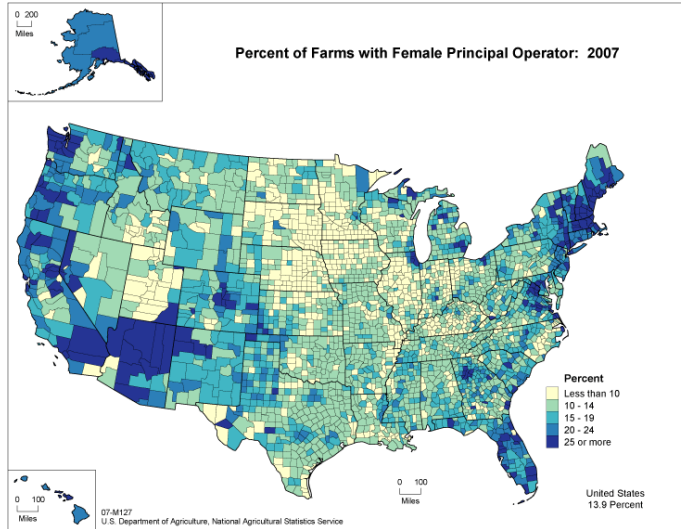 0 200
Miles
Percent of Farms with Female Principal Operator: 2007
Percent
Less than 10
10 - 14
15 - 19
20 - 24
25 or more
0 100
Miles
0 100
Miles
United States
13.9 Percent
07-M127
U.S. Department of Agriculture, National Agricultural Statistics Service